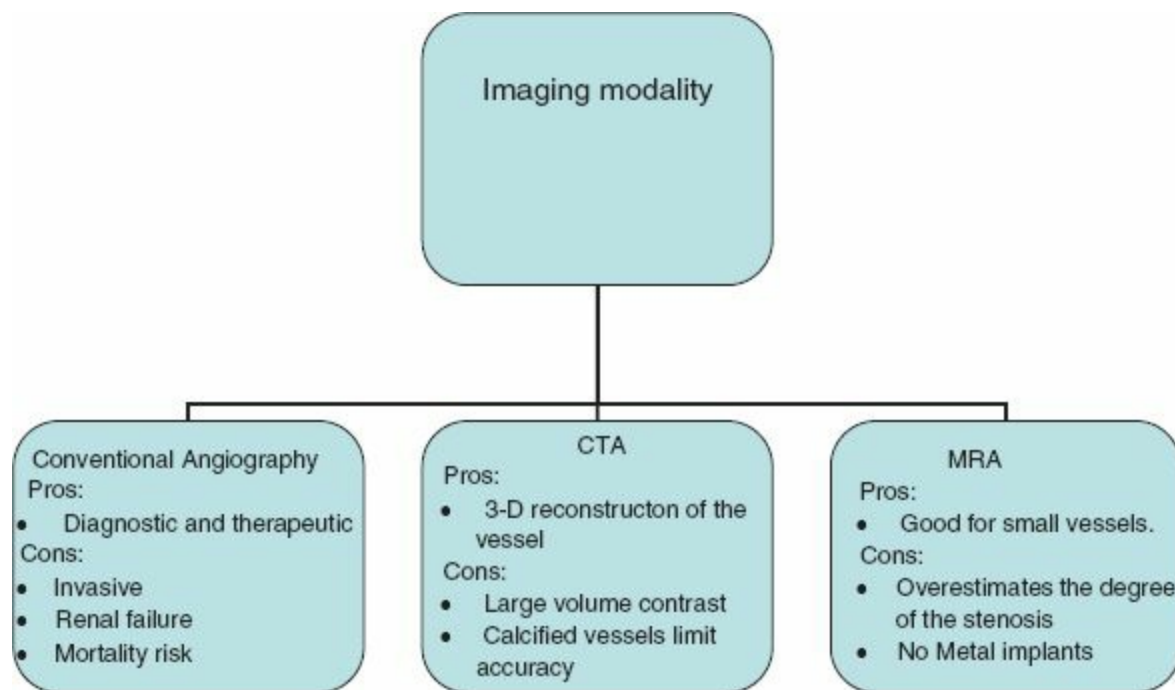 Imaging modality
Conventional Angiography
Pros:
• Diagnostic and therapeutic
Cons:
• Invasive
• Renal failure
• Mortality risk
CTA
Pros:
• 3-D reconstructon of the
vessel
Cons:
• Large volume contrast
• Calcified vessels limit
accuracy
MRA
Pros:
• Good for small vessels.
Cons:
• Overestimates the degree
of the stenosis
• No Metal implants